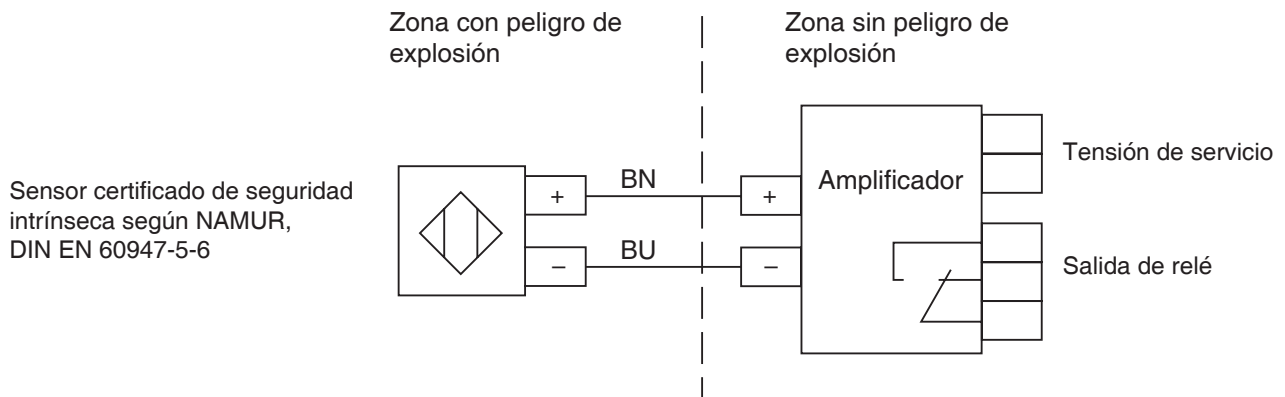 Zona con peligro de
explosión
Zona sin peligro de
explosión
Sensor certificado de seguridad
intrínseca según NAMUR,
DIN EN 60947-5-6
+
BN
+
–
BU
–
Amplificador
Tensión de servicio
Salida de relé